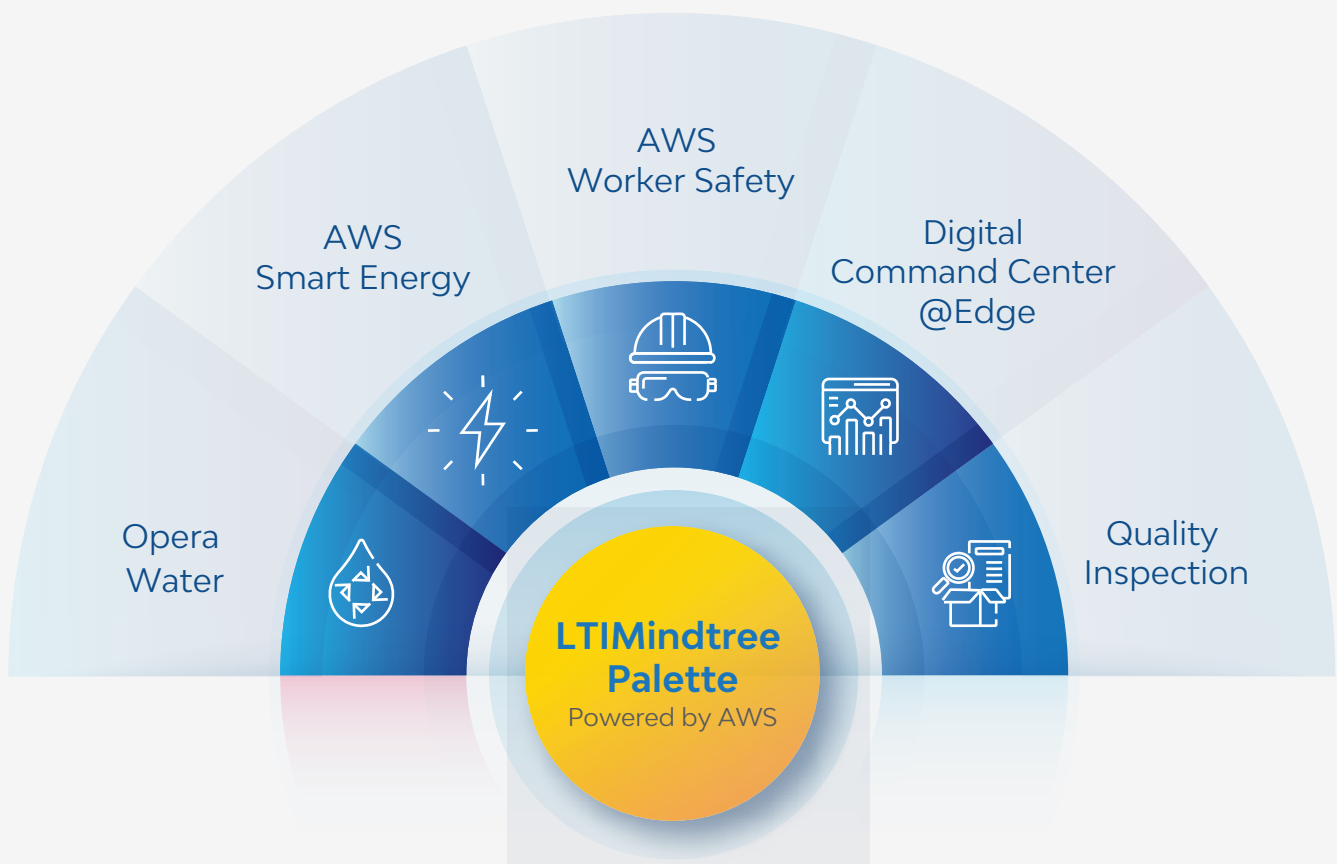 AWS
Worker Safety
AWS
Smart Energy
Digital
Command Center
@Edge
Opera
Water
Quality
Inspection
LTIMindtree
Palette
Powered by AWS